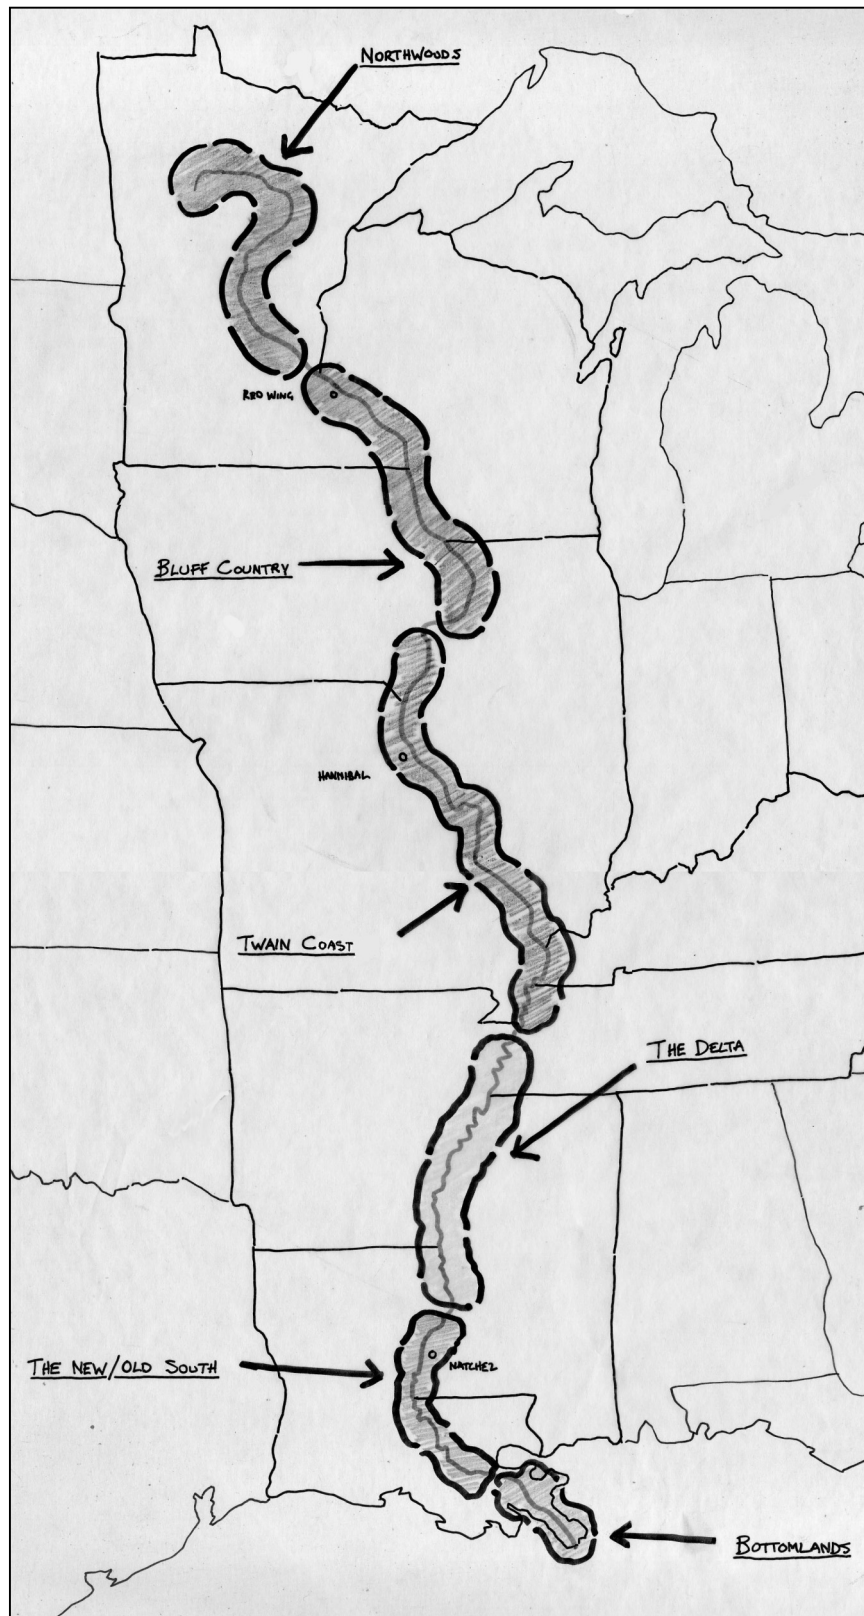 Northwoods
Red Wing
Bluff Country
Hannibal
Twain Coast
The Delta
The New/Old South
Natchez
Bottomlands